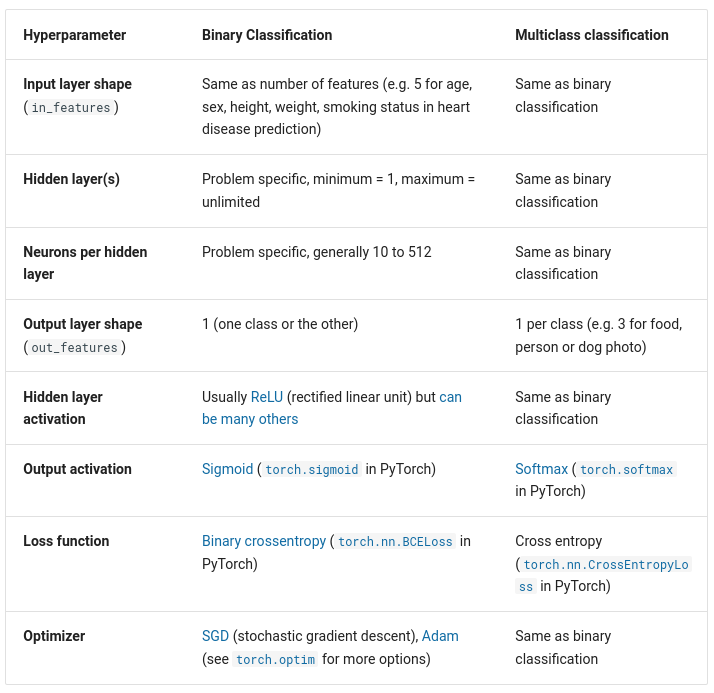 Hyperparameter Binary Classification Multiclass classification
Input layer shape Same as number of features (e.g. 5 for age, Same as binary
( in_features ) sex, height, weight, smoking status in heart classification
disease prediction)
Hidden layer(s) Problem specific, minimum = 1, maximum = Same as binary
unlimited classification
Neurons per hidden Problem specific, generally 10 to 512 Same as binary
layer classification
Output layer shape 1 (one class or the other) 1 per class (e.g. 3 for food,
( out_features ) person or dog photo)
Hidden layer Usually ReLU (rectified linear unit) but can Same as binary
activation be many others classification
Output activation Sigmoid ( torch.sigmoid in PyTorch) Softmax ( torch.softmax
in PyTorch)
Loss function Binary crossentropy ( torch.nn.BCELoss in Cross entropy
PyTorch) ( torch.nn.CrossEntropyLo
ss in PyTorch)
Optimizer SGD (stochastic gradient descent), Adam Same as binary
(see torch.optim for more options) classification